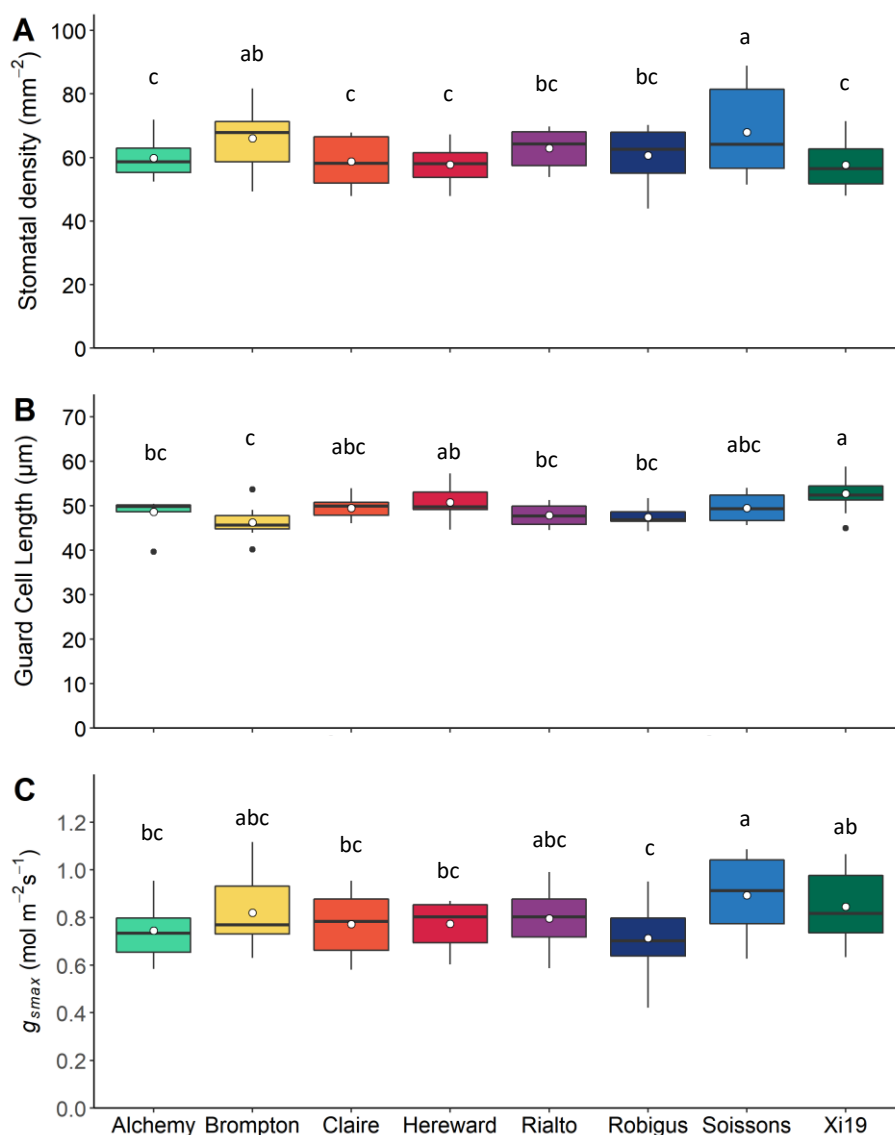 A
Stomatal density (mm⁻²)
100
80
60
40
20
0
c
ab
c
c
bc
bc
a
c
B
Guard Cell Length (µm)
70
60
50
40
30
20
10
0
bc
c
abc
ab
bc
bc
abc
a
C
gsmax (mol m⁻²s⁻¹)
1.2
1.0
0.8
0.6
0.4
0.2
0.0
bc
abc
bc
bc
abc
c
a
ab
Alchemy Brompton Claire Hereward Rialto Robigus Soissons Xi19